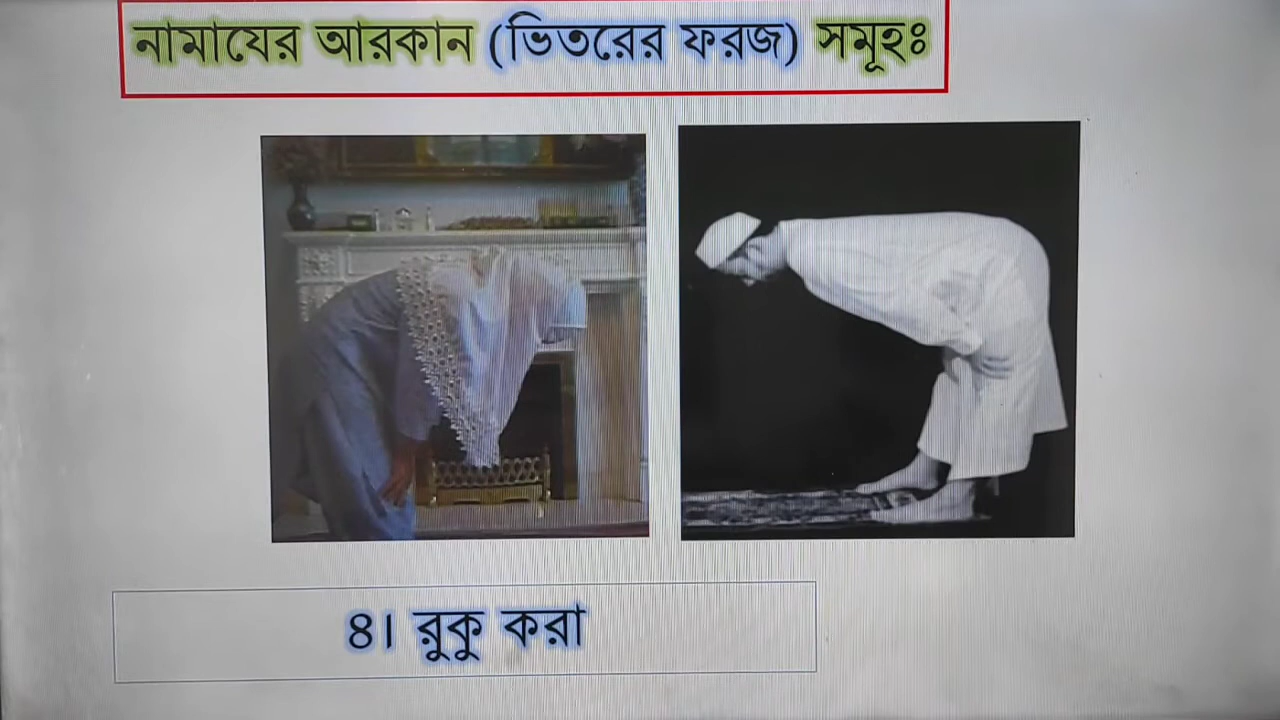 নামাযের আরকান (ভিতরের ফরজ) সমূহঃ
৪। রুকু করা